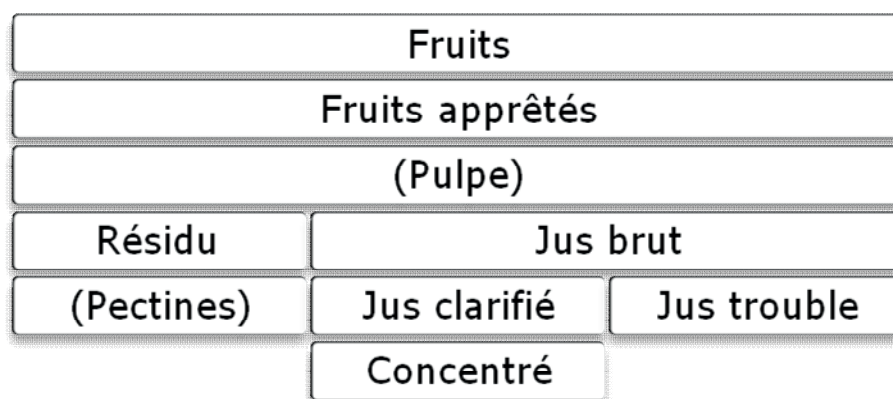 Fruits
Fruits apprêtés
(Pulpe)
Résidu Jus brut
(Pectines) Jus clarifié Jus trouble
Concentré